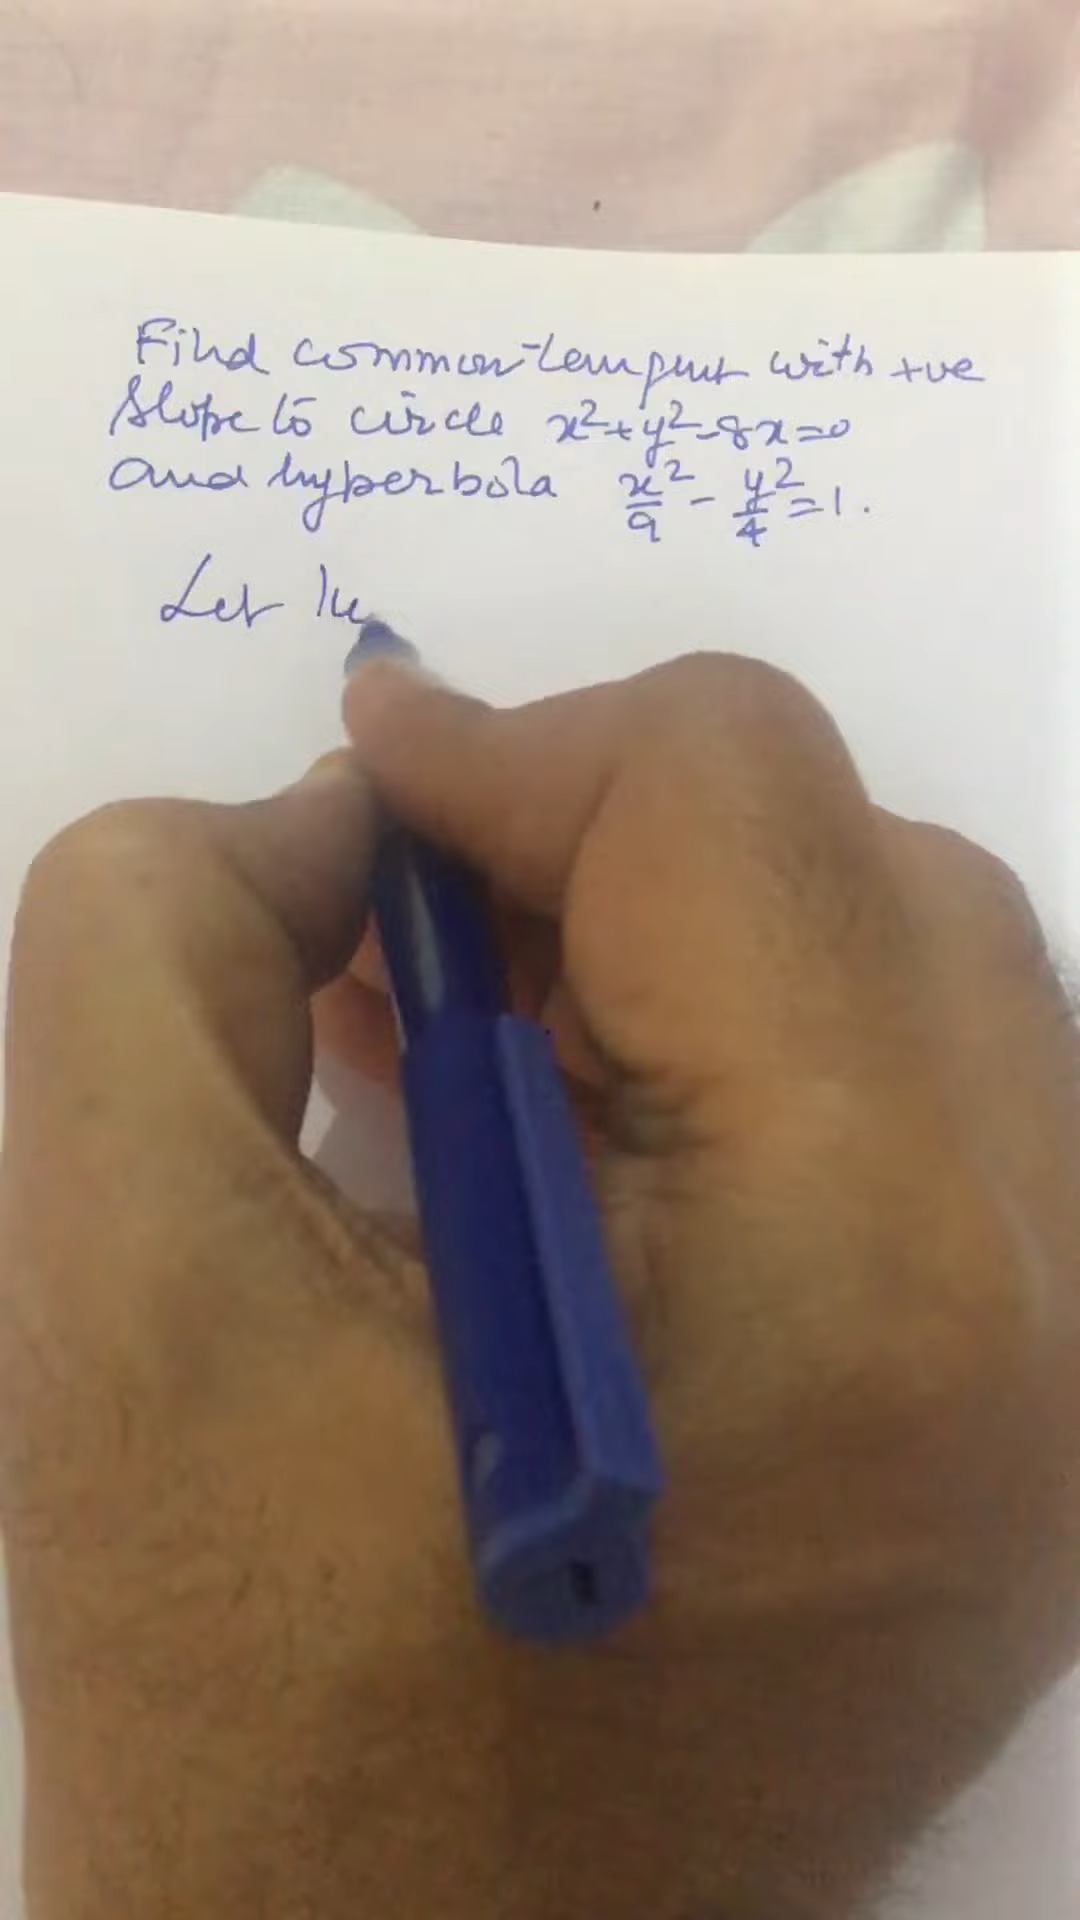 Find common tangent with +ve
Slope to circle x²+y²-8x=0
and hyperbola x²/9 - y²/4 =1.
Let